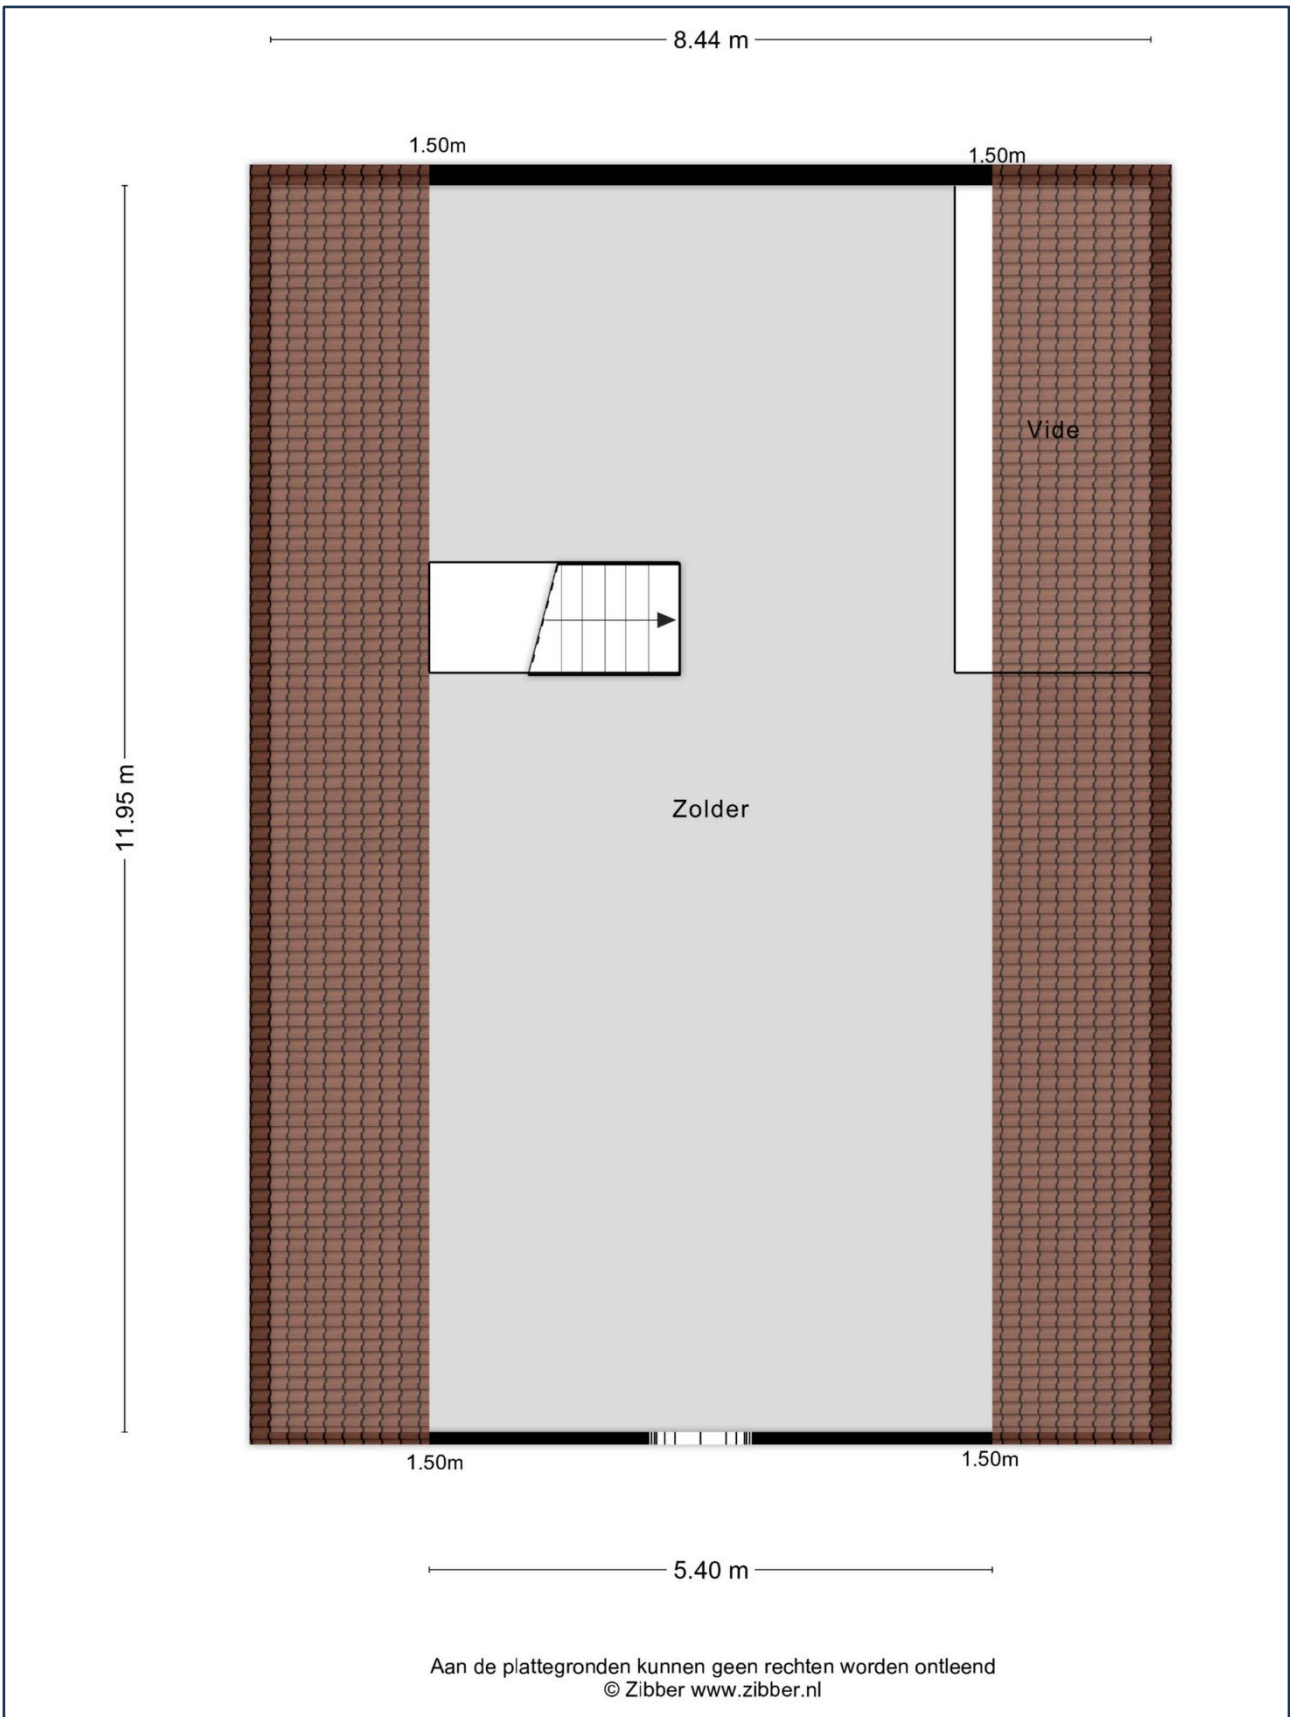 8.44 m
1.50m
1.50m
Vide
11.95 m
Zolder
1.50m
1.50m
5.40 m
Aan de plattegronden kunnen geen rechten worden ontleend
© Zibber www.zibber.nl